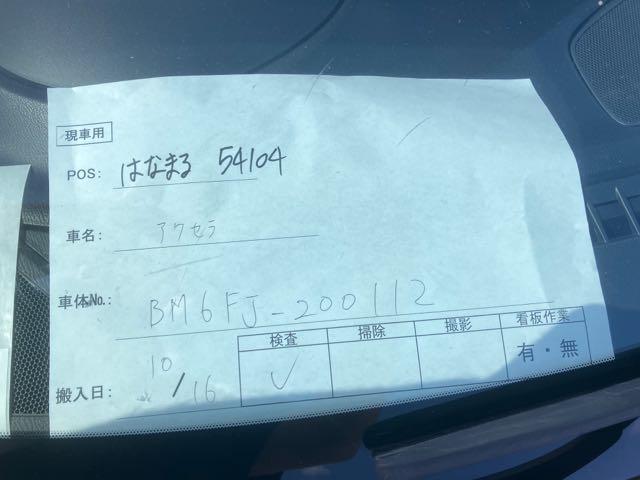 現車用
POS: はなまる 54104
車名: アクセラ
車体No.: BM6FJ-200112
搬入日: 10/16
検査 掃除 撮影 看板作業
✓ 有・無